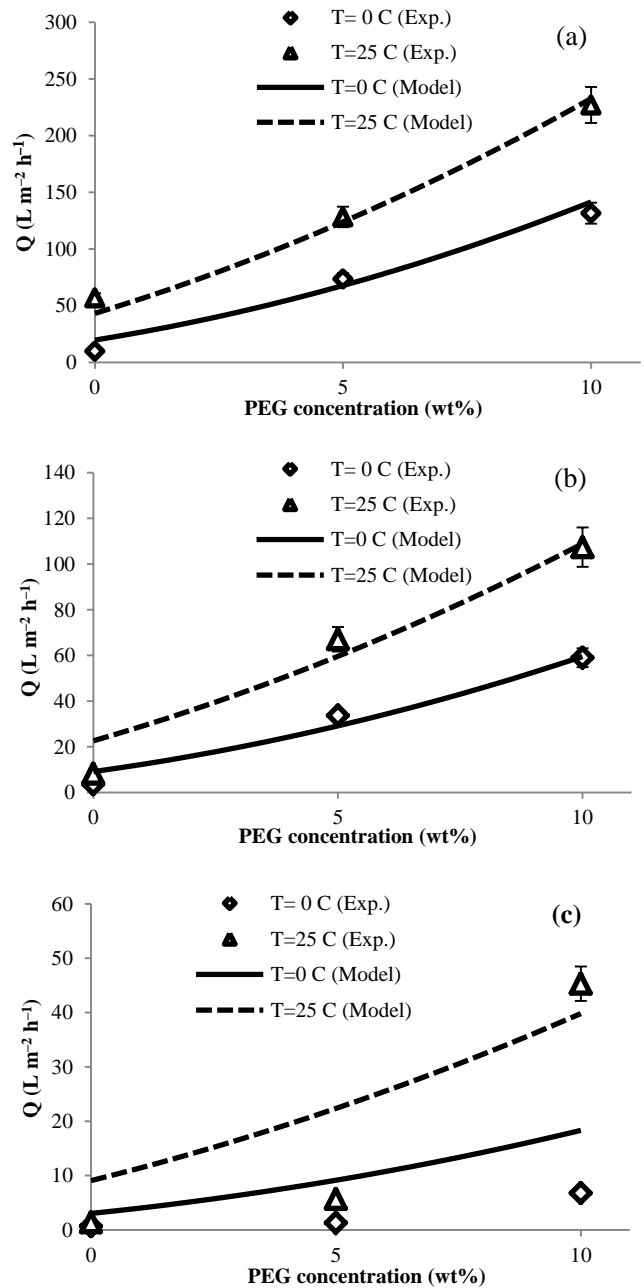 T= 0 C (Exp.)
T=25 C (Exp.)
T=0 C (Model)
T=25 C (Model)
(a)
300
250
200
150
100
50
0
Q (L m⁻² h⁻¹)
0 5 10
PEG concentration (wt%)
T= 0 C (Exp.)
T=25 C (Exp.)
T=0 C (Model)
T=25 C (Model)
(b)
140
120
100
80
60
40
20
0
Q (L m⁻² h⁻¹)
0 5 10
PEG concentration (wt%)
T= 0 C (Exp.)
T=25 C (Exp.)
T=0 C (Model)
T=25 C (Model)
(c)
60
50
40
30
20
10
0
Q (L m⁻² h⁻¹)
0 5 10
PEG concentration (wt%)